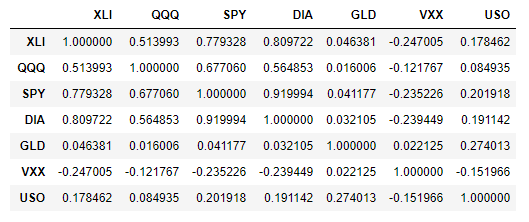 XLI QQQ SPY DIA GLD VXX USO
XLI 1.000000 0.513993 0.779328 0.809722 0.046381 -0.247005 0.178462
QQQ 0.513993 1.000000 0.677060 0.564853 0.016006 -0.121767 0.084935
SPY 0.779328 0.677060 1.000000 0.919994 0.041177 -0.235226 0.201918
DIA 0.809722 0.564853 0.919994 1.000000 0.032105 -0.239449 0.191142
GLD 0.046381 0.016006 0.041177 0.032105 1.000000 0.022125 0.274013
VXX -0.247005 -0.121767 -0.235226 -0.239449 0.022125 1.000000 -0.151966
USO 0.178462 0.084935 0.201918 0.191142 0.274013 -0.151966 1.000000